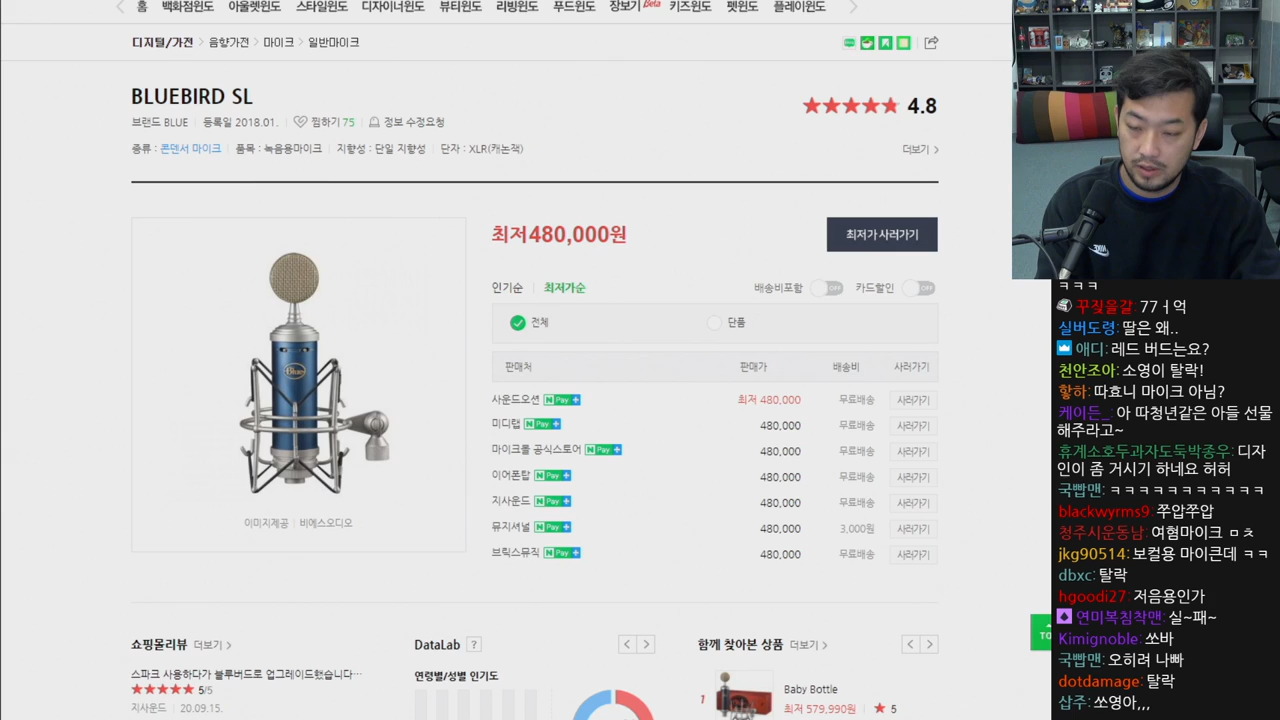 홈 백화점윈도 아울렛윈도 스타일윈도 디자이너윈도 뷰티윈도 리빙윈도 푸드윈도 장보기 Beta 키즈윈도 펫윈도 플레이윈도
디지털/가전 > 음향가전 > 마이크 > 일반마이크
BLUEBIRD SL
4.8
브랜드 BLUE 등록일 2018.01. 찜하기 75 정보 수정요청
종류 : 콘덴서 마이크 품목 : 녹음용마이크 지향성 : 단일 지향성 단자 : XLR(캐논잭)
더보기 >
최저 480,000원
최저가 사러가기
인기순 최저가순
배송비포함 OFF 카드할인 OFF
전체 단품
판매처 판매가 배송비 사러가기
사운드오션 N Pay + 최저 480,000 무료배송 사러가기
미디랩 N Pay + 480,000 무료배송 사러가기
마이크몰 공식스토어 N Pay + 480,000 무료배송 사러가기
이어폰탑 N Pay + 480,000 무료배송 사러가기
지사운드 N Pay + 480,000 무료배송 사러가기
뮤지셔널 N Pay + 480,000 3,000원 사러가기
브릭스뮤직 N Pay + 480,000 무료배송 사러가기
Blue
이미지제공 비에스오디오
쇼핑몰리뷰 더보기 >
스파크 사용하다가 블루버드로 업그레이드했습니다…
5/5
지사운드 20.09.15.
DataLab ?
연령별/성별 인기도
함께 찾아본 상품 더보기 >
1
Baby Bottle
최저 579,990원 ★ 5
TO
ㅋㅋㅋ
꾸짖을갈: 77ㅓ억
실버도령: 딸은 왜..
애디: 레드 버드는요?
천안조아: 소영이 탈락!
핳하: 따효니 마이크 아님?
케이든_: 아 따청년같은 아들 선물
해주라고~
휴게소호두과자도둑박종우: 디자
인이 좀 거시기 하네요 허허
국빱맨: ㅋㅋㅋㅋㅋㅋㅋㅋㅋㅋㅋ
blackwyrms9: 쭈압쭈압
청주시운동남: 여험마이크 ㅁㅊ
jkg90514: 보컬용 마이큰데 ㅋㅋ
dbxc: 탈락
hgoodi27: 저음용인가
연미복침착맨: 실~패~
Kimignoble: 쏘바
국빱맨: 오히려 나빠
dotdamage: 탈락
삽주: 쏘영아,,,